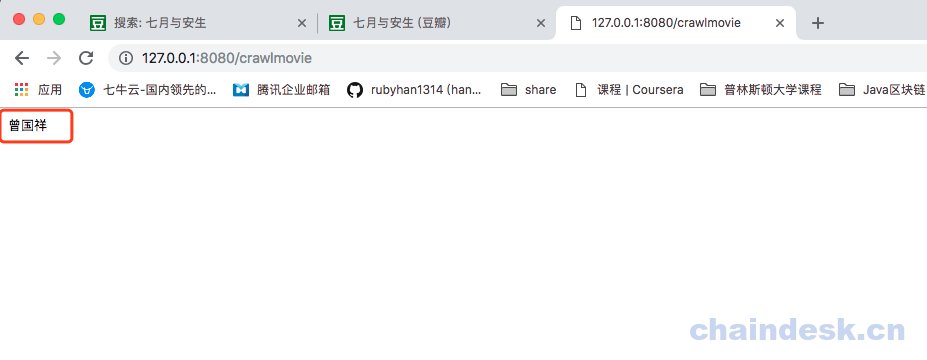 搜索: 七月与安生
七月与安生 (豆瓣)
127.0.0.1:8080/crawlmovie
127.0.0.1:8080/crawlmovie
应用
七牛云-国内领先的...
腾讯企业邮箱
rubyhan1314 (han...
share
课程 | Coursera
普林斯顿大学课程
Java区块链
曾国祥
chaindesk.cn